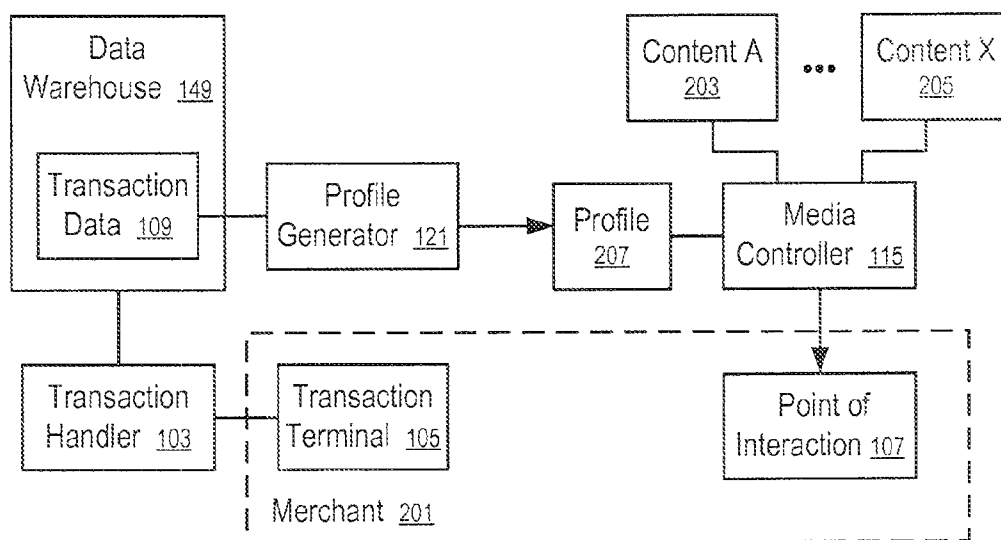 Data
Warehouse 149
Transaction
Data 109
Profile
Generator 121
Profile
207
Content A
203
•••
Content X
205
Media
Controller 115
Transaction
Handler 103
Transaction
Terminal 105
Merchant 201
Point of
Interaction 107